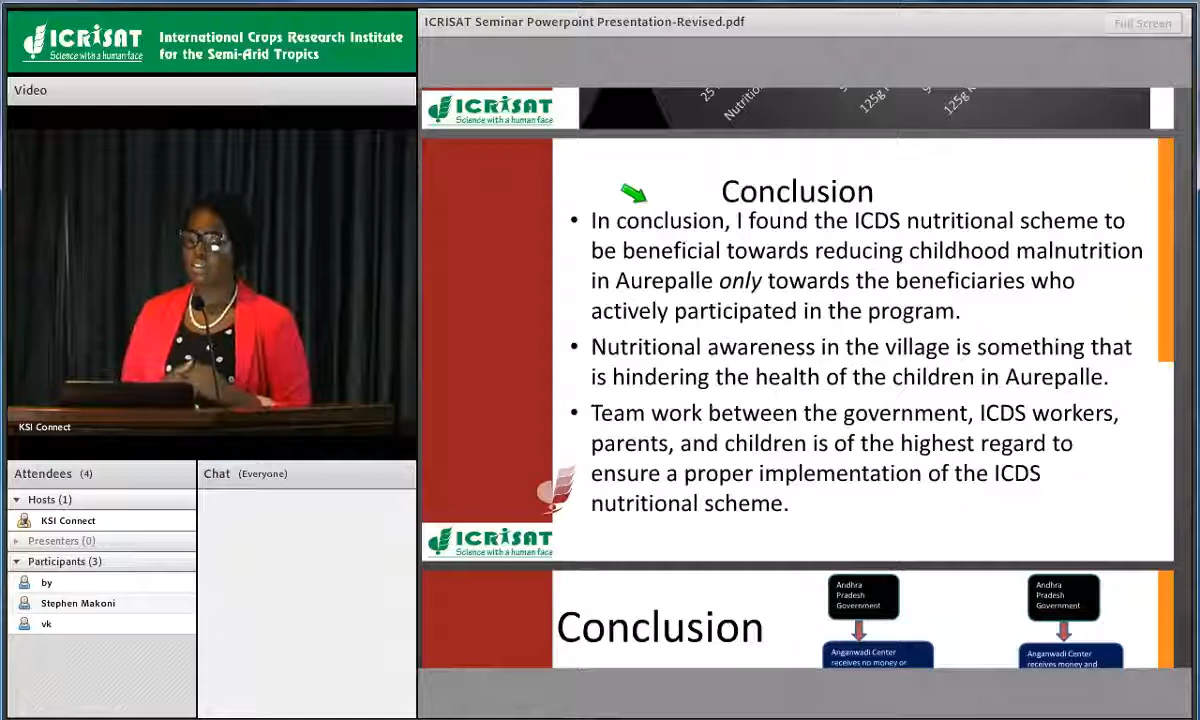 ICRISAT
Science with a human face
International Crops Research Institute
for the Semi-Arid Tropics
Video
KSI Connect
Attendees (4)
Hosts (1)
KSI Connect
Presenters (0)
Participants (3)
by
Stephen Makoni
vk
Chat (Everyone)
ICRISAT Seminar Powerpoint Presentation-Revised.pdf
Full Screen
ICRISAT
Science with a human face
125g
125g
Conclusion
• In conclusion, I found the ICDS nutritional scheme to
be beneficial towards reducing childhood malnutrition
in Aurepalle only towards the beneficiaries who
actively participated in the program.
• Nutritional awareness in the village is something that
is hindering the health of the children in Aurepalle.
• Team work between the government, ICDS workers,
parents, and children is of the highest regard to
ensure a proper implementation of the ICDS
nutritional scheme.
ICRISAT
Science with a human face
Conclusion
Andhra
Pradesh
Government
Anganwadi Center
receives no money or
Andhra
Pradesh
Government
Anganwadi Center
receives money and